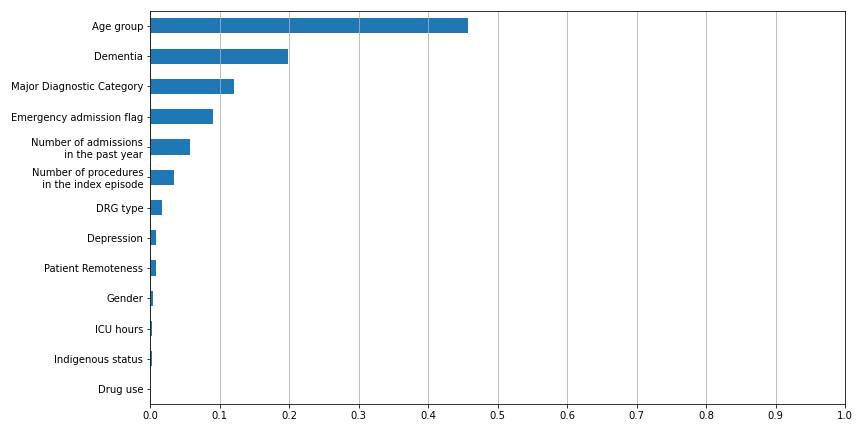 Age group
Dementia
Major Diagnostic Category
Emergency admission flag
Number of admissions
in the past year
Number of procedures
in the index episode
DRG type
Depression
Patient Remoteness
Gender
ICU hours
Indigenous status
Drug use
0.0 0.1 0.2 0.3 0.4 0.5 0.6 0.7 0.8 0.9 1.0